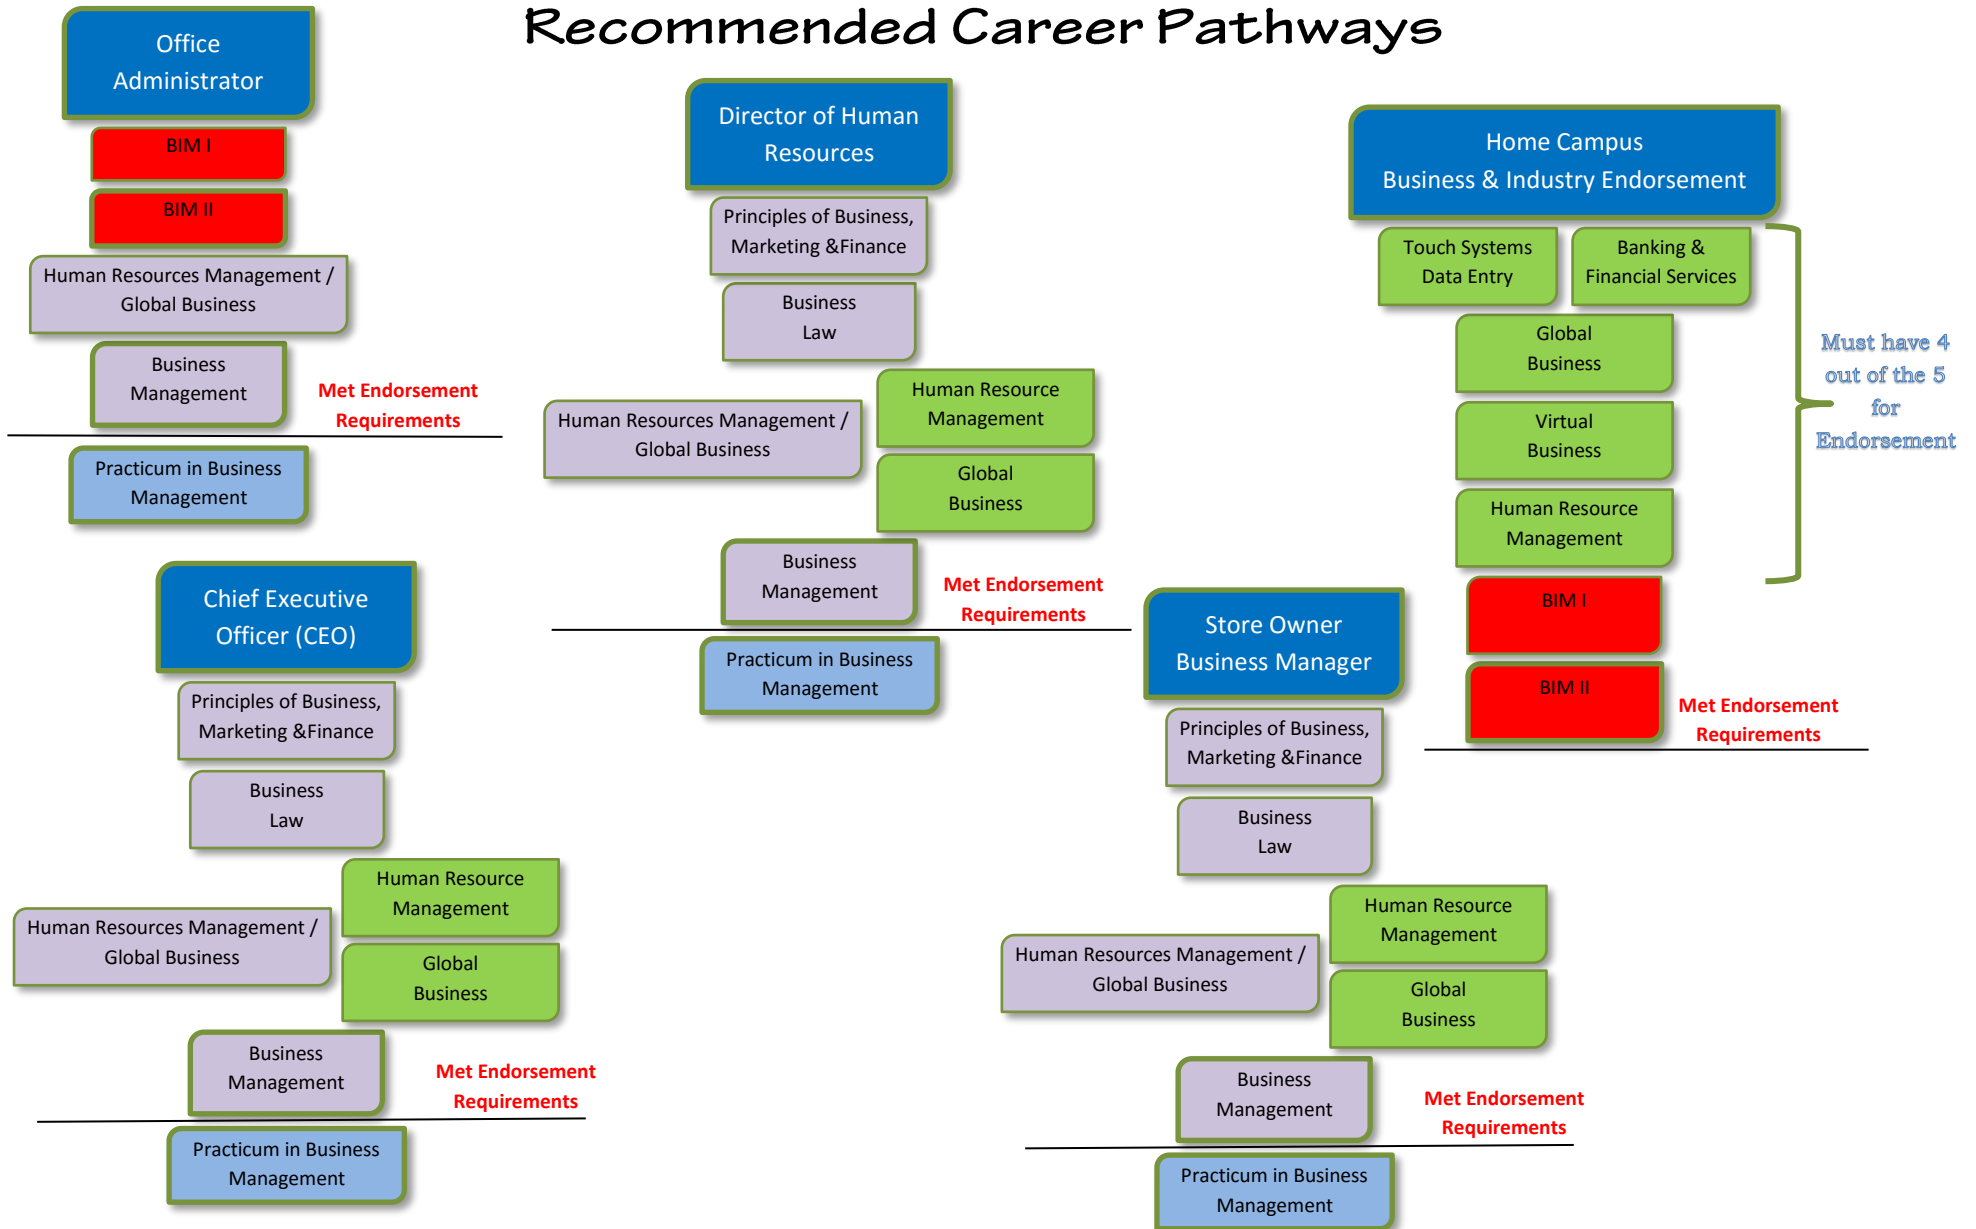 Recommended Career Pathways
Office
Administrator
BIM I
BIM II
Human Resources Management /
Global Business
Business
Management
Met Endorsement
Requirements
Practicum in Business
Management
Director of Human
Resources
Principles of Business,
Marketing &Finance
Business
Law
Human Resources Management /
Global Business
Human Resource
Management
Global
Business
Business
Management
Met Endorsement
Requirements
Practicum in Business
Management
Home Campus
Business & Industry Endorsement
Touch Systems
Data Entry
Banking &
Financial Services
Global
Business
Virtual
Business
Human Resource
Management
Must have 4
out of the 5
for
Endorsement
BIM I
BIM II
Met Endorsement
Requirements
Chief Executive
Officer (CEO)
Principles of Business,
Marketing &Finance
Business
Law
Human Resources Management /
Global Business
Human Resource
Management
Global
Business
Business
Management
Met Endorsement
Requirements
Practicum in Business
Management
Store Owner
Business Manager
Principles of Business,
Marketing &Finance
Business
Law
Human Resources Management /
Global Business
Human Resource
Management
Global
Business
Business
Management
Met Endorsement
Requirements
Practicum in Business
Management